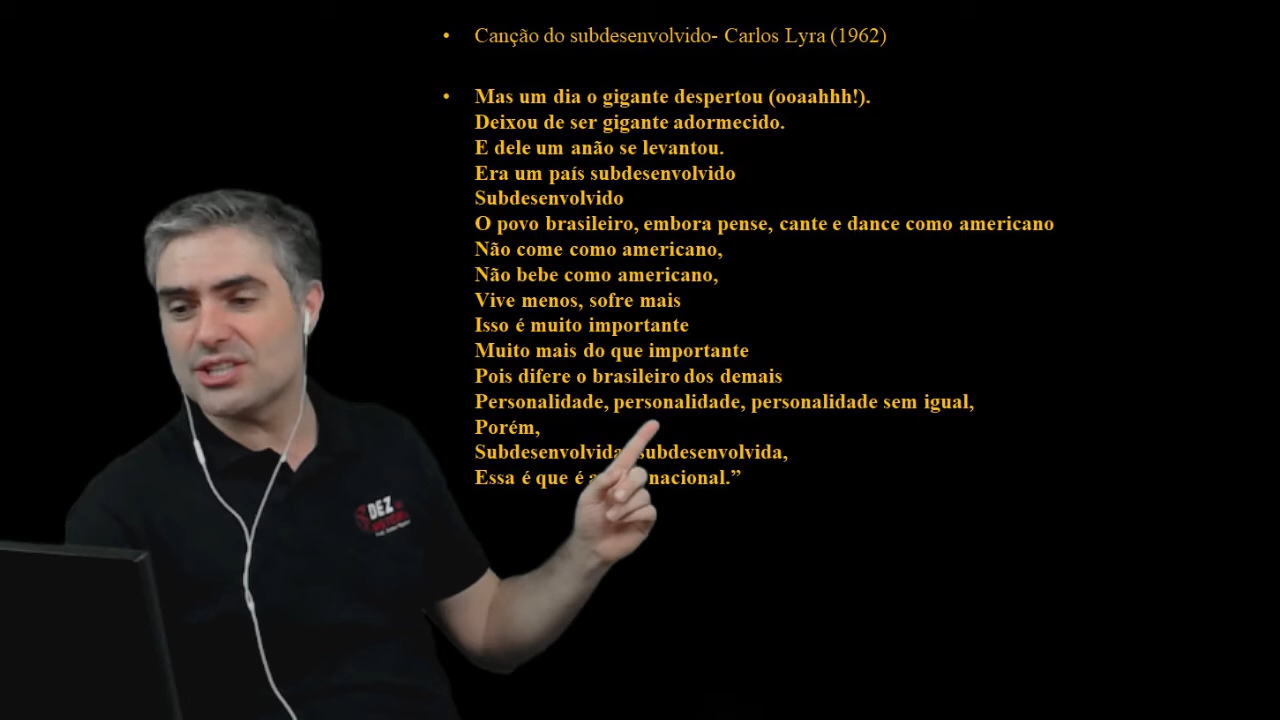 • Canção do subdesenvolvido- Carlos Lyra (1962)
• Mas um dia o gigante despertou (ooaahhh!).
Deixou de ser gigante adormecido.
E dele um anão se levantou.
Era um país subdesenvolvido
Subdesenvolvido
O povo brasileiro, embora pense, cante e dance como americano
Não come como americano,
Não bebe como americano,
Vive menos, sofre mais
Isso é muito importante
Muito mais do que importante
Pois difere o brasileiro dos demais
Personalidade, personalidade, personalidade sem igual,
Porém,
Subdesenvolvida, subdesenvolvida,
Essa é que é a nacional.”
DEZ